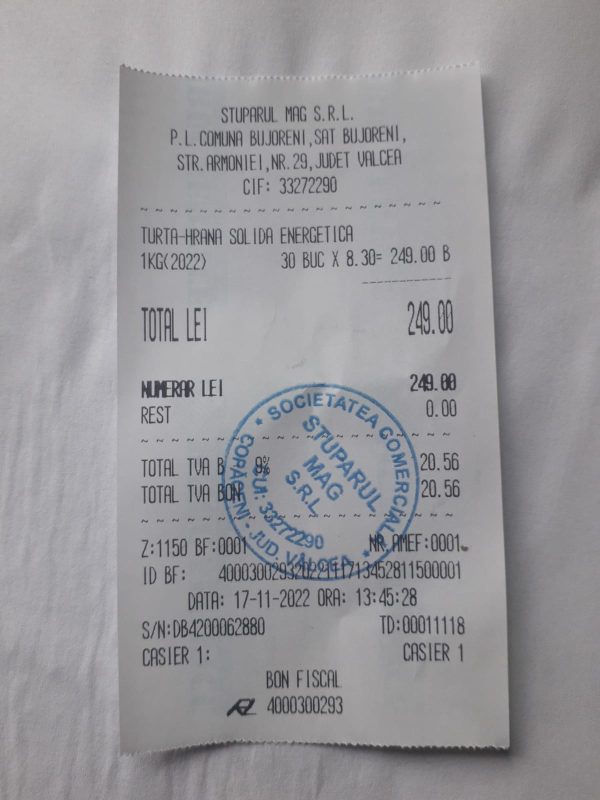 STUPARUL MAG S.R.L.
P.L.COMUNA BUJORENI,SAT BUJORENI,
STR.ARMONIEI,NR.29,JUDET VALCEA
CIF: 33272290
TURTA-HRANA SOLIDA ENERGETICA
1KG(2022) 30 BUC X 8.30= 249.00 B
TOTAL LEI 249.00
NUMERAR LEI 249.00
REST 0.00
TOTAL TVA B 9% 20.56
TOTAL TVA BON 20.56
Z:1150 BF:0001 NR.AMEF:0001
ID BF: 40003002932022111713452811500001
DATA: 17-11-2022 ORA: 13:45:28
S/N:DB4200062880 TD:00011118
CASIER 1: CASIER 1
BON FISCAL
4000300293
* SOCIETATEA COMERCIALA *
STUPARUL
MAG
S.R.L
CUI: 33272290
JUD. VÂLCEA